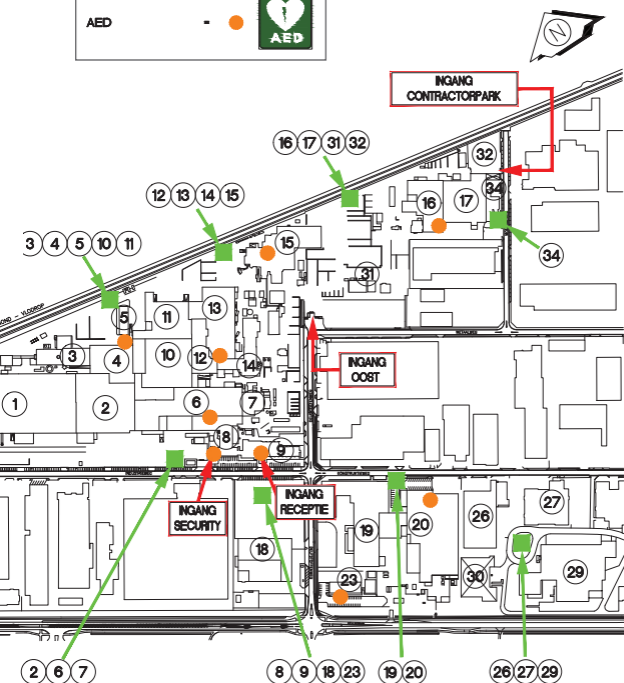 AED -
AED
N
INGANG
CONTRACTORPARK
16 17 31 32
32
34
12 13 14 15
16
17
15
34
3 4 5 10 11
31
13
5
11
3
4
10
12
14
INGANG
OOST
1
2
6
7
8
9
INGANG
SECURITY
INGANG
RECEPTIE
19
20
26
27
18
23
30
29
2 6 7
8 9 18 23
19 20
26 27 29